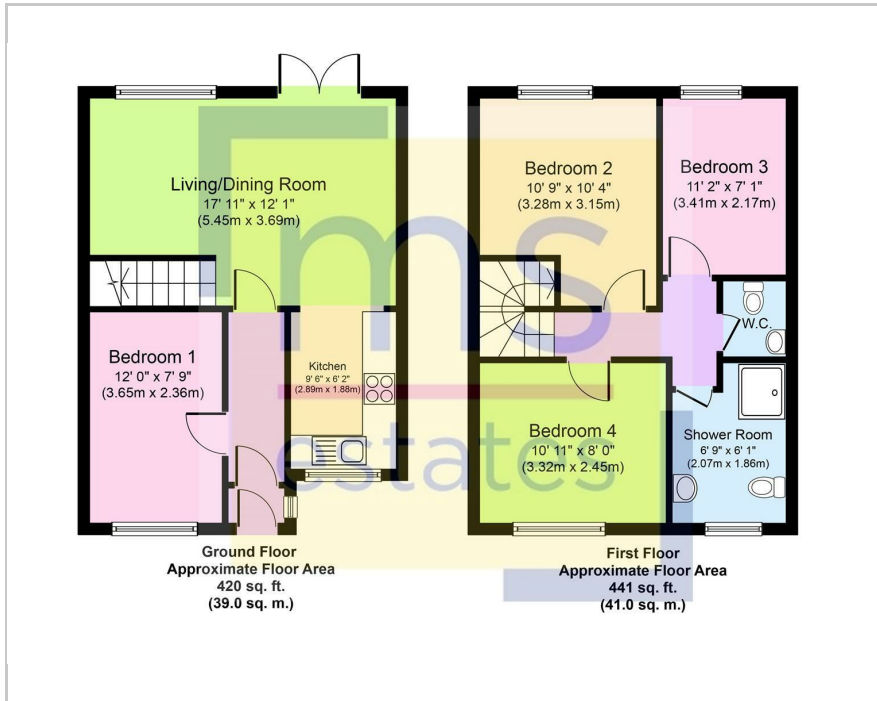 Living/Dining Room
17' 11" x 12' 1"
(5.45m x 3.69m)
Bedroom 1
12' 0" x 7' 9"
(3.65m x 2.36m)
Kitchen
9' 6" x 6' 2"
(2.89m x 1.88m)
Ground Floor
Approximate Floor Area
420 sq. ft.
(39.0 sq. m.)
Bedroom 2
10' 9" x 10' 4"
(3.28m x 3.15m)
Bedroom 3
11' 2" x 7' 1"
(3.41m x 2.17m)
W.C.
Bedroom 4
10' 11" x 8' 0"
(3.32m x 2.45m)
Shower Room
6' 9" x 6' 1"
(2.07m x 1.86m)
First Floor
Approximate Floor Area
441 sq. ft.
(41.0 sq. m.)
ms
estates